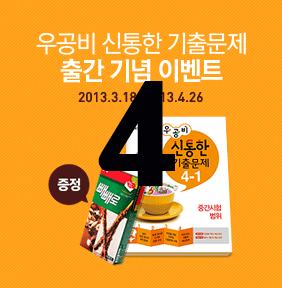 우공비 신통한 기출문제
출간 기념 이벤트
2013.3.18 13.4.26
4
우공비
신통한
기출문제
4-1
증정
빼빼로
중간시험
범위